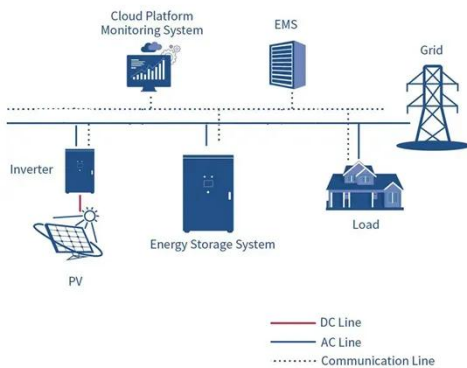 Cloud Platform
Monitoring System
EMS
Grid
Inverter
Energy Storage System
Load
PV
DC Line
AC Line
Communication Line